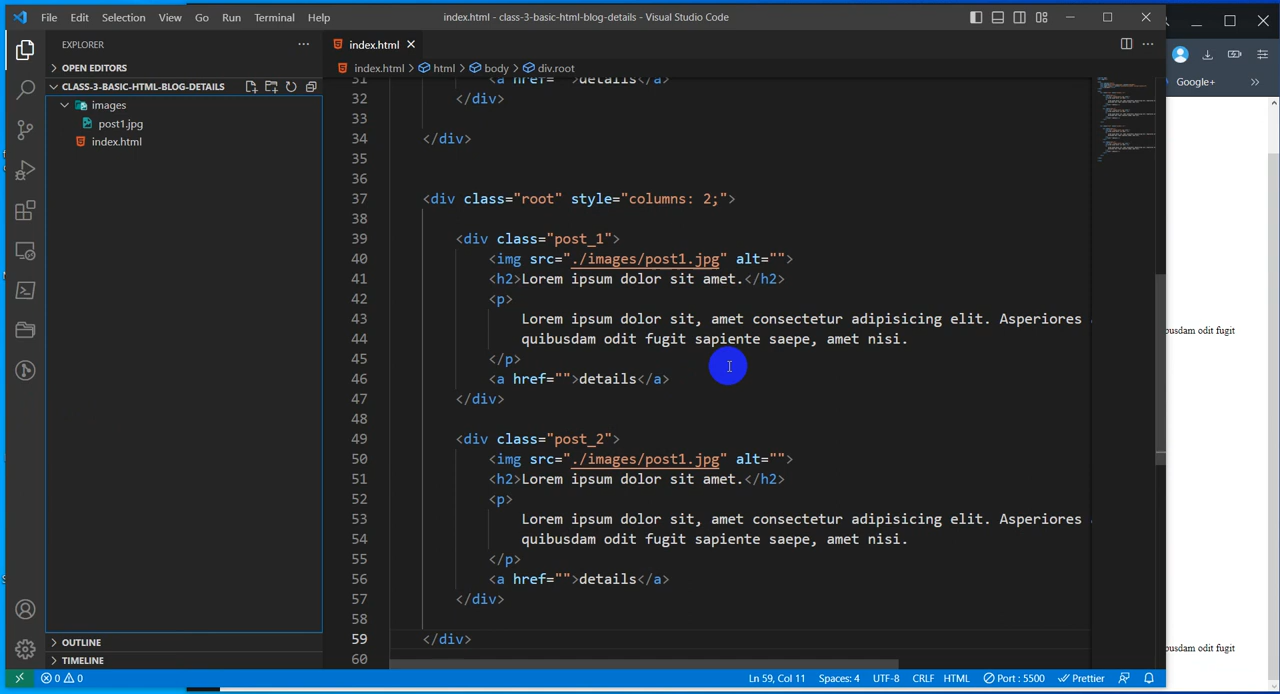 File Edit Selection View Go Run Terminal Help
index.html - class-3-basic-html-blog-details - Visual Studio Code
EXPLORER
OPEN EDITORS
CLASS-3-BASIC-HTML-BLOG-DETAILS
images
post1.jpg
index.html
OUTLINE
TIMELINE
index.html
index.html > html > body > div.root
31 <a href="">details</a>
32 </div>
33
34 </div>
35
36
37 <div class="root" style="columns: 2;">
38
39 <div class="post_1">
40 <img src="./images/post1.jpg" alt="">
41 <h2>Lorem ipsum dolor sit amet.</h2>
42 <p>
43 Lorem ipsum dolor sit, amet consectetur adipisicing elit. Asperiores
44 quibusdam odit fugit sapiente saepe, amet nisi.
45 </p>
46 <a href="">details</a>
47 </div>
48
49 <div class="post_2">
50 <img src="./images/post1.jpg" alt="">
51 <h2>Lorem ipsum dolor sit amet.</h2>
52 <p>
53 Lorem ipsum dolor sit, amet consectetur adipisicing elit. Asperiores
54 quibusdam odit fugit sapiente saepe, amet nisi.
55 </p>
56 <a href="">details</a>
57 </div>
58
59 </div>
60
0 0
Ln 59, Col 11 Spaces: 4 UTF-8 CRLF HTML Port : 5500 Prettier
Google+
busdam odit fugit
busdam odit fugit